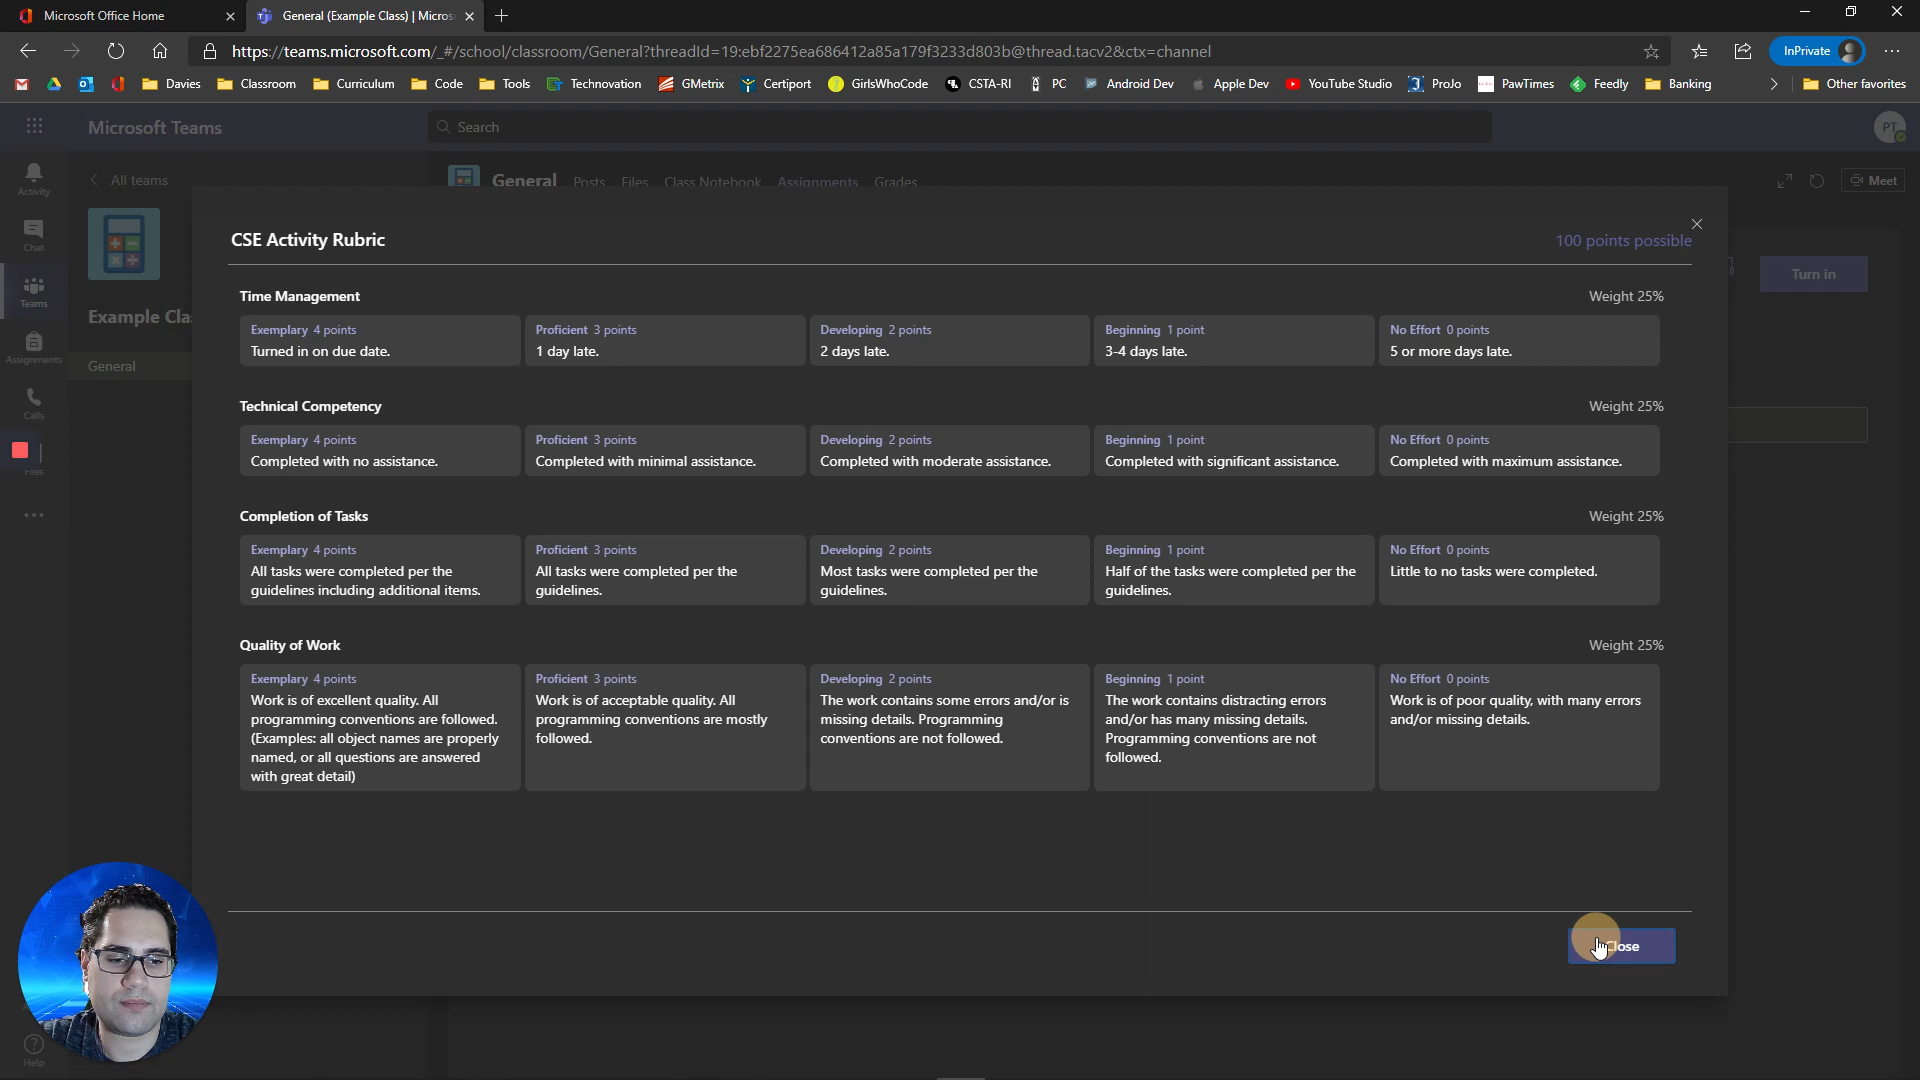 Microsoft Office Home
General (Example Class) | Micros
https://teams.microsoft.com/_#/school/classroom/General?threadId=19:ebf2275ea686412a85a179f3233d803b@thread.tacv2&ctx=channel
InPrivate
Davies
Classroom
Curriculum
Code
Tools
Technovation
GMetrix
Certiport
GirlsWhoCode
CSTA-RI
PC
Android Dev
Apple Dev
YouTube Studio
ProJo
PawTimes
Feedly
Banking
Other favorites
Microsoft Teams
Search
PT
Activity
Chat
Teams
Assignments
Calls
Files
Help
All teams
Example Cla
General
General Posts Files Class Notebook Assignments Grades
Meet
Turn in
CSE Activity Rubric
100 points possible
Time Management
Weight 25%
Exemplary 4 points
Turned in on due date.
Proficient 3 points
1 day late.
Developing 2 points
2 days late.
Beginning 1 point
3-4 days late.
No Effort 0 points
5 or more days late.
Technical Competency
Weight 25%
Exemplary 4 points
Completed with no assistance.
Proficient 3 points
Completed with minimal assistance.
Developing 2 points
Completed with moderate assistance.
Beginning 1 point
Completed with significant assistance.
No Effort 0 points
Completed with maximum assistance.
Completion of Tasks
Weight 25%
Exemplary 4 points
All tasks were completed per the
guidelines including additional items.
Proficient 3 points
All tasks were completed per the
guidelines.
Developing 2 points
Most tasks were completed per the
guidelines.
Beginning 1 point
Half of the tasks were completed per the
guidelines.
No Effort 0 points
Little to no tasks were completed.
Quality of Work
Weight 25%
Exemplary 4 points
Work is of excellent quality. All
programming conventions are followed.
(Examples: all object names are properly
named, or all questions are answered
with great detail)
Proficient 3 points
Work is of acceptable quality. All
programming conventions are mostly
followed.
Developing 2 points
The work contains some errors and/or is
missing details. Programming
conventions are not followed.
Beginning 1 point
The work contains distracting errors
and/or has many missing details.
Programming conventions are not
followed.
No Effort 0 points
Work is of poor quality, with many errors
and/or missing details.
Close